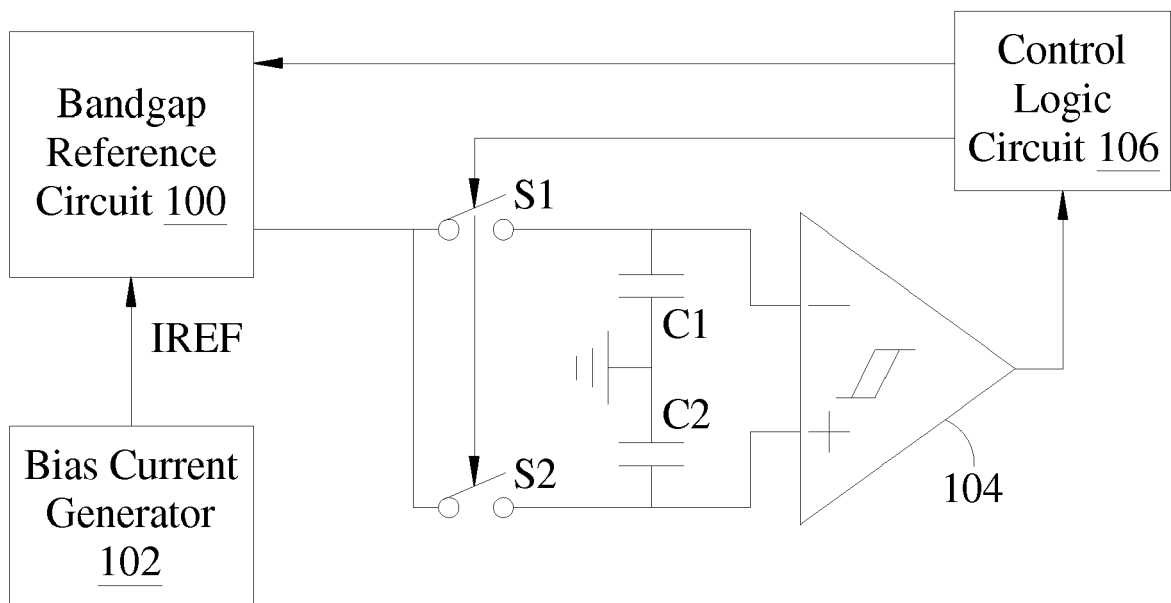 Bandgap
Reference
Circuit 100
Control
Logic
Circuit 106
S1
IREF
C1
C2
Bias Current
Generator
102
S2
104